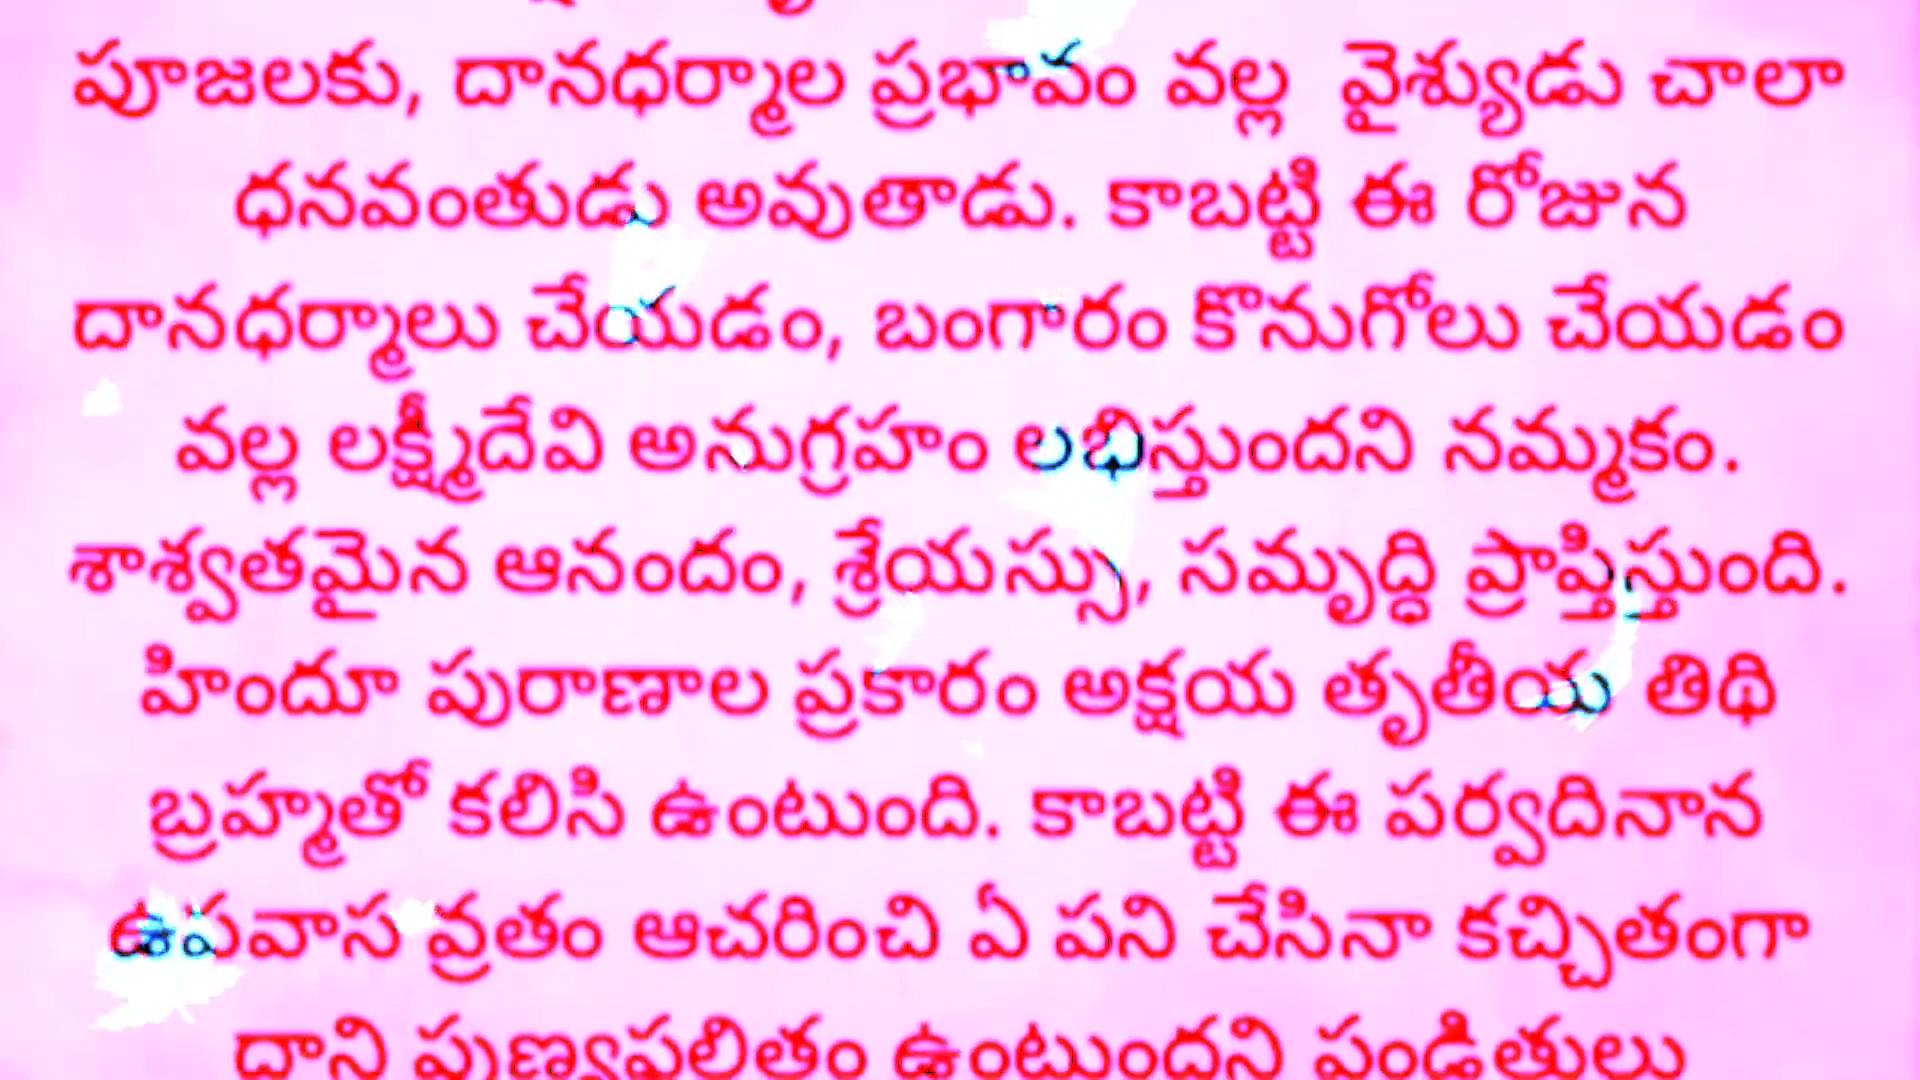 పూజలకు, దానధర్మాల ప్రభావం వల్ల వైశ్యుడు చాలా
ధనవంతుడు అవుతాడు. కాబట్టి ఈ రోజున
దానధర్మాలు చేయడం, బంగారం కొనుగోలు చేయడం
వల్ల లక్ష్మీదేవి అనుగ్రహం లభిస్తుందని నమ్మకం.
శాశ్వతమైన ఆనందం, శ్రేయస్సు, సమృద్ధి ప్రాప్తిస్తుంది.
హిందూ పురాణాల ప్రకారం అక్షయ తృతీయ తిథి
బ్రహ్మతో కలిసి ఉంటుంది. కాబట్టి ఈ పర్వదినాన
ఉపవాస వ్రతం ఆచరించి ఏ పని చేసినా కచ్చితంగా
దాని పుణ్యఫలితం ఉంటుందని పండితులు